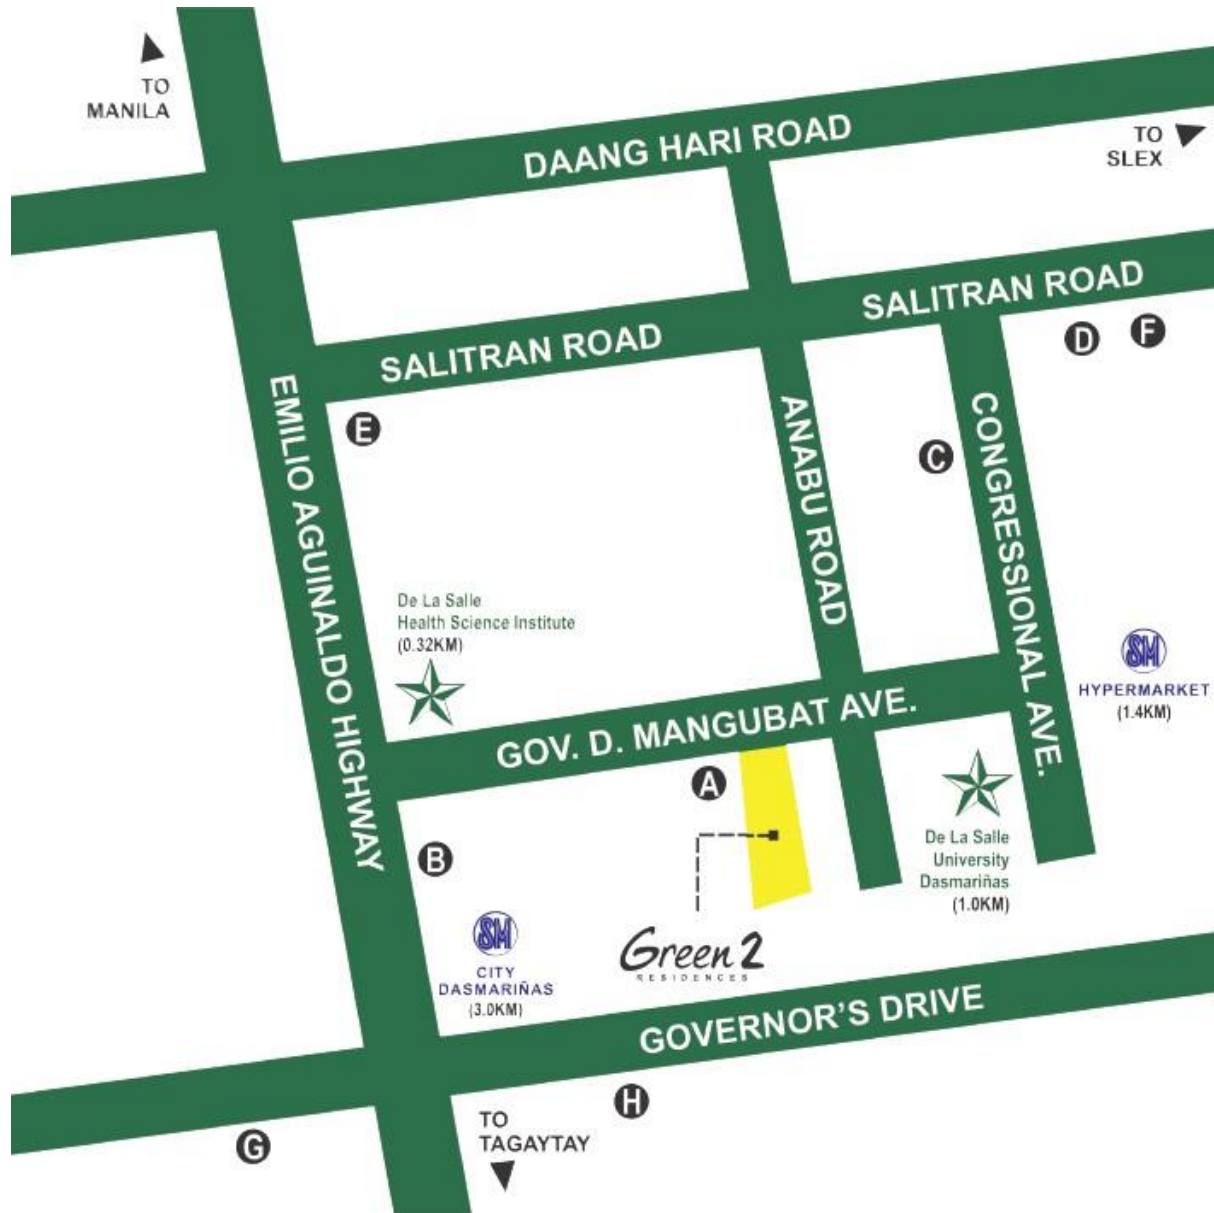 TO
MANILA
DAANG HARI ROAD
TO
SLEX
SALITRAN ROAD
SALITRAN ROAD
D
F
E
EMILIO AGUINALDO HIGHWAY
ANABU ROAD
C
CONGRESSIONAL AVE.
De La Salle
Health Science Institute
(0.32KM)
SM
HYPERMARKET
(1.4KM)
GOV. D. MANGUBAT AVE.
A
B
De La Salle
University
Dasmariñas
(1.0KM)
SM
CITY
DASMARIÑAS
(3.0KM)
Green 2
RESIDENCES
GOVERNOR'S DRIVE
H
G
TO
TAGAYTAY